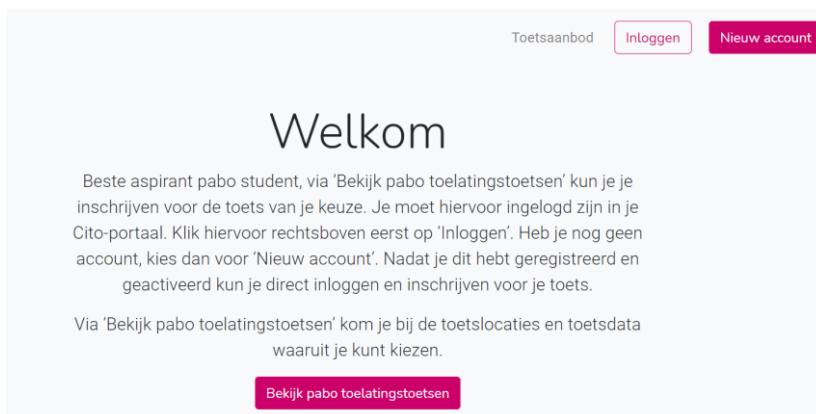 Toetsaanbod Inloggen Nieuw account
Welkom
Beste aspirant pabo student, via ‘Bekijk pabo toelatingstoetsen’ kun je je
inschrijven voor de toets van je keuze. Je moet hiervoor ingelogd zijn in je
Cito-portaal. Klik hiervoor rechtsboven eerst op ‘Inloggen’. Heb je nog geen
account, kies dan voor ‘Nieuw account’. Nadat je dit hebt geregistreerd en
geactiveerd kun je direct inloggen en inschrijven voor je toets.
Via ‘Bekijk pabo toelatingstoetsen’ kom je bij de toetslocaties en toetsdata
waaruit je kunt kiezen.
Bekijk pabo toelatingstoetsen